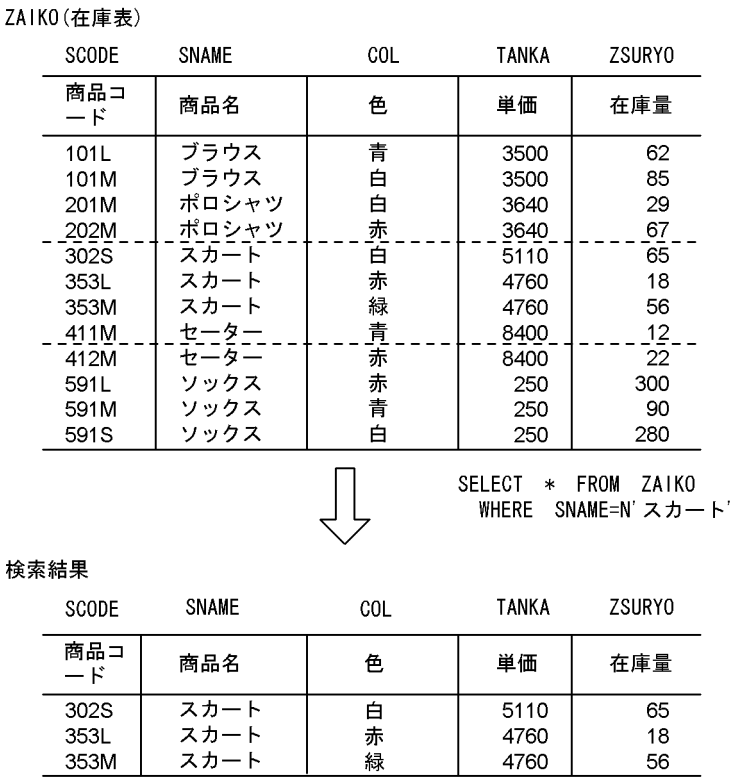 ZAIKO(在庫表)
SCODE SNAME COL TANKA ZSURYO
商品コード 商品名 色 単価 在庫量
101L ブラウス 青 3500 62
101M ブラウス 白 3500 85
201M ポロシャツ 白 3640 29
202M ポロシャツ 赤 3640 67
302S スカート 白 5110 65
353L スカート 赤 4760 18
353M スカート 緑 4760 56
411M セーター 青 8400 12
412M セーター 赤 8400 22
591L ソックス 赤 250 300
591M ソックス 青 250 90
591S ソックス 白 250 280
SELECT * FROM ZAIKO
WHERE SNAME=N'スカート'
検索結果
SCODE SNAME COL TANKA ZSURYO
商品コード 商品名 色 単価 在庫量
302S スカート 白 5110 65
353L スカート 赤 4760 18
353M スカート 緑 4760 56